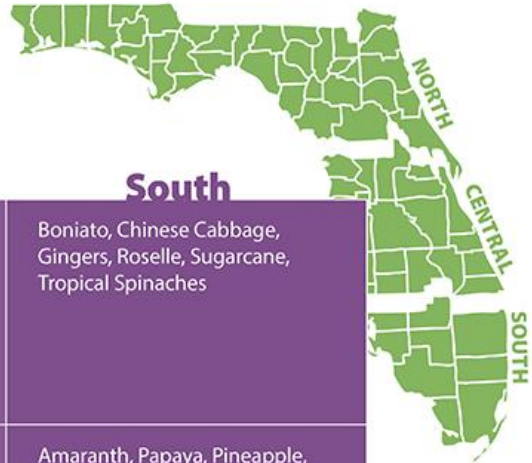 NORTH
South
CENTRAL
Boniato, Chinese Cabbage,
Gingers, Roselle, Sugarcane,
Tropical Spinaches
SOUTH
Amaranth, Papaya, Pineapple,